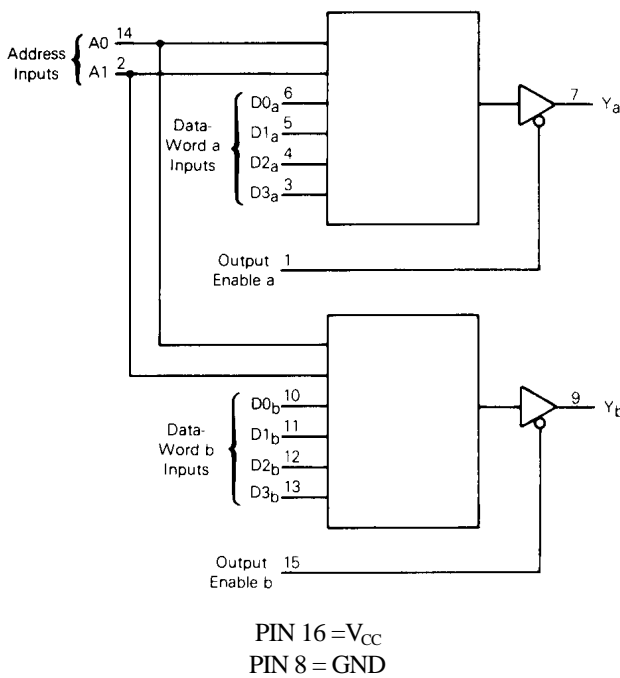 Address
Inputs
A0 14
A1 2
Data-
Word a
Inputs
D0a 6
D1a 5
D2a 4
D3a 3
7 Ya
Output
Enable a
1
Data-
Word b
Inputs
D0b 10
D1b 11
D2b 12
D3b 13
9 Yb
Output
Enable b
15
PIN 16 =VCC
PIN 8 = GND